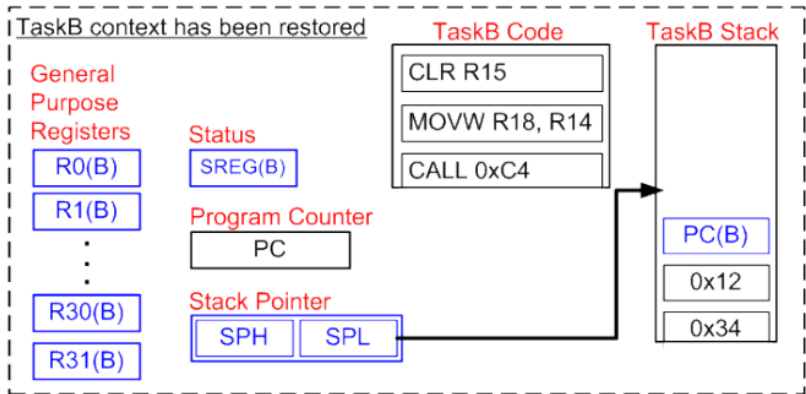 TaskB context has been restored
General
Purpose
Registers
R0(B)
R1(B)
R30(B)
R31(B)
Status
SREG(B)
Program Counter
PC
Stack Pointer
SPH SPL
TaskB Code
CLR R15
MOVW R18, R14
CALL 0xC4
TaskB Stack
PC(B)
0x12
0x34